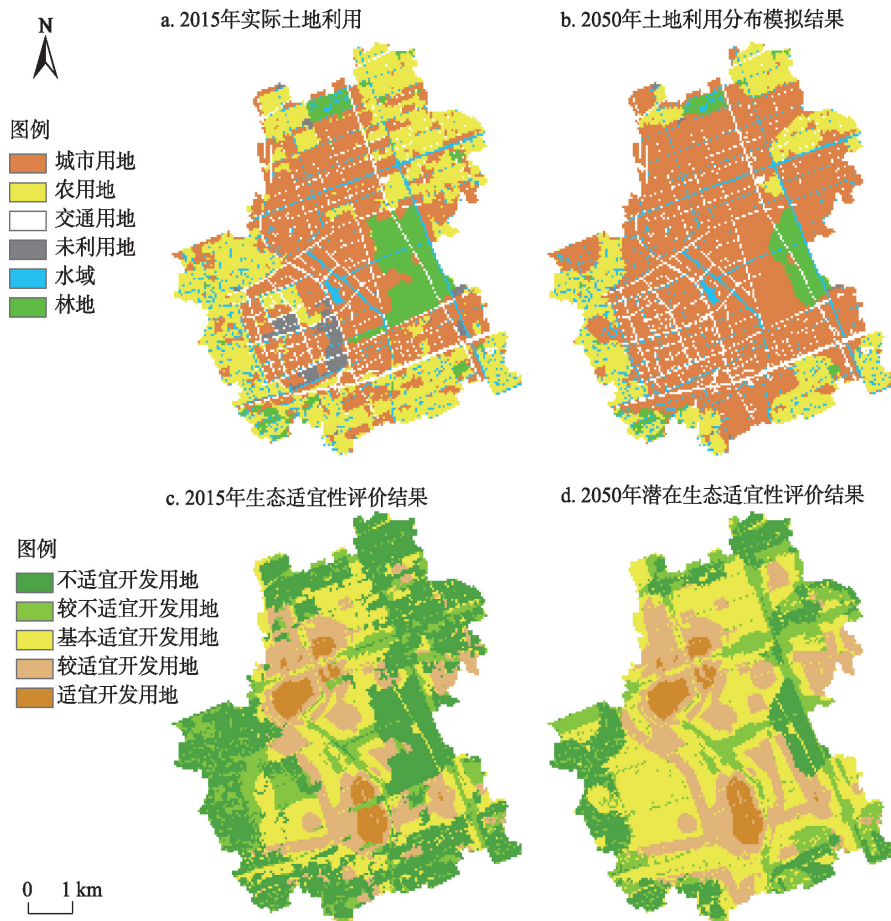 a. 2015年实际土地利用
b. 2050年土地利用分布模拟结果
N
图例
城市用地
农用地
交通用地
未利用地
水域
林地
c. 2015年生态适宜性评价结果
d. 2050年潜在生态适宜性评价结果
图例
不适宜开发用地
较不适宜开发用地
基本适宜开发用地
较适宜开发用地
适宜开发用地
0 1 km